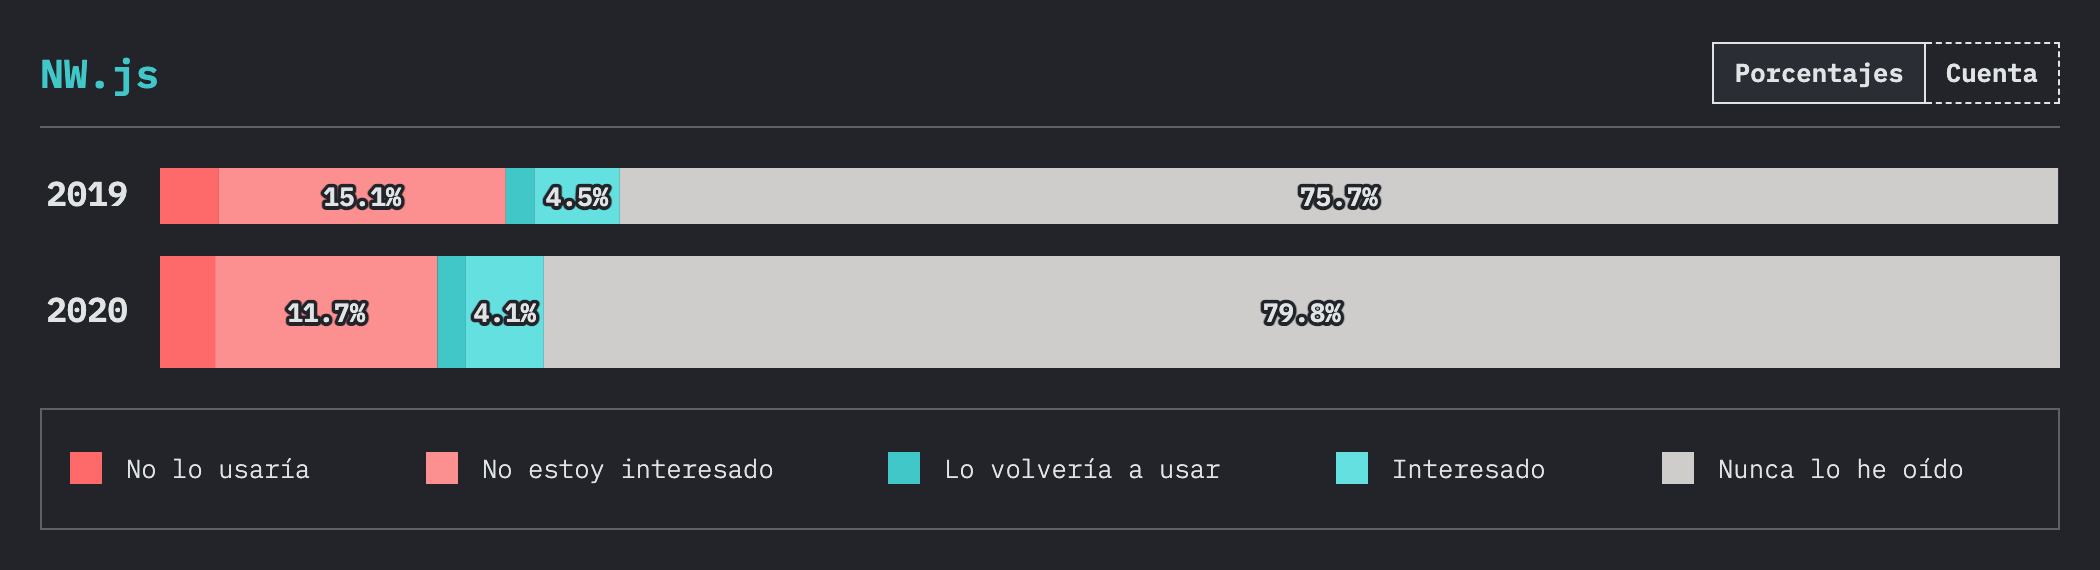 NW.js
Porcentajes Cuenta
2019 15.1% 4.5% 75.7%
2020 11.7% 4.1% 79.8%
No lo usaría No estoy interesado Lo volvería a usar Interesado Nunca lo he oído